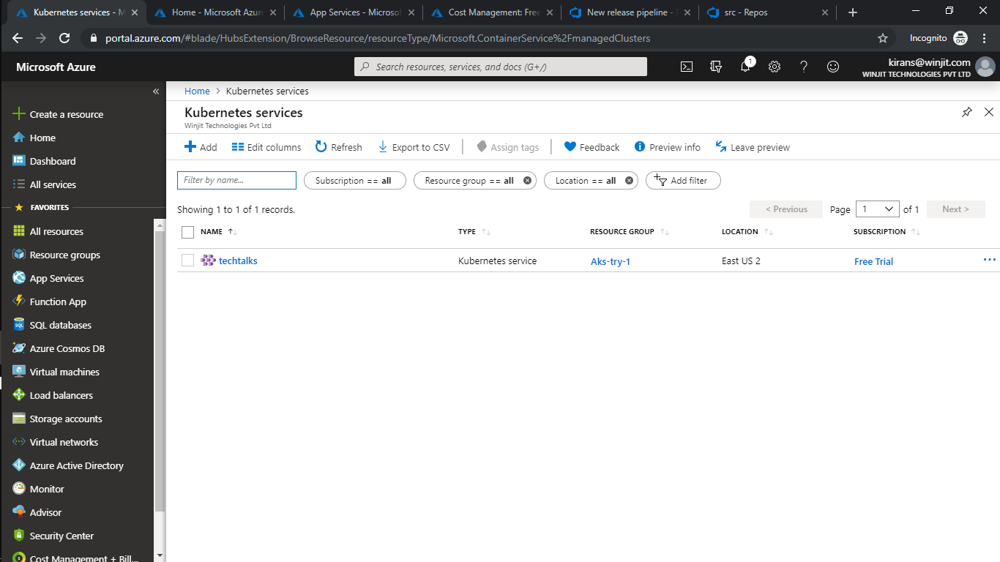 Kubernetes services - M
Home - Microsoft Azure
App Services - Microsof
Cost Management: Free
New release pipeline -
src - Repos
portal.azure.com/#blade/HubsExtension/BrowseResource/resourceType/Microsoft.ContainerService%2FmanagedClusters
Incognito
Microsoft Azure
Search resources, services, and docs (G+/)
1
kirans@winjit.com
WINJIT TECHNOLOGIES PVT LTD
«
Create a resource
Home
Dashboard
All services
FAVORITES
All resources
Resource groups
App Services
Function App
SQL databases
Azure Cosmos DB
Virtual machines
Load balancers
Storage accounts
Virtual networks
Azure Active Directory
Monitor
Advisor
Security Center
Cost Management + Bill...
Home > Kubernetes services
Kubernetes services
Winjit Technologies Pvt Ltd
Add
Edit columns
Refresh
Export to CSV
Assign tags
Feedback
Preview info
Leave preview
Filter by name...
Subscription == all
Resource group == all
Location == all
Add filter
Showing 1 to 1 of 1 records.
< Previous
Page 1 of 1
Next >
NAME TYPE RESOURCE GROUP LOCATION SUBSCRIPTION
techtalks Kubernetes service Aks-try-1 East US 2 Free Trial